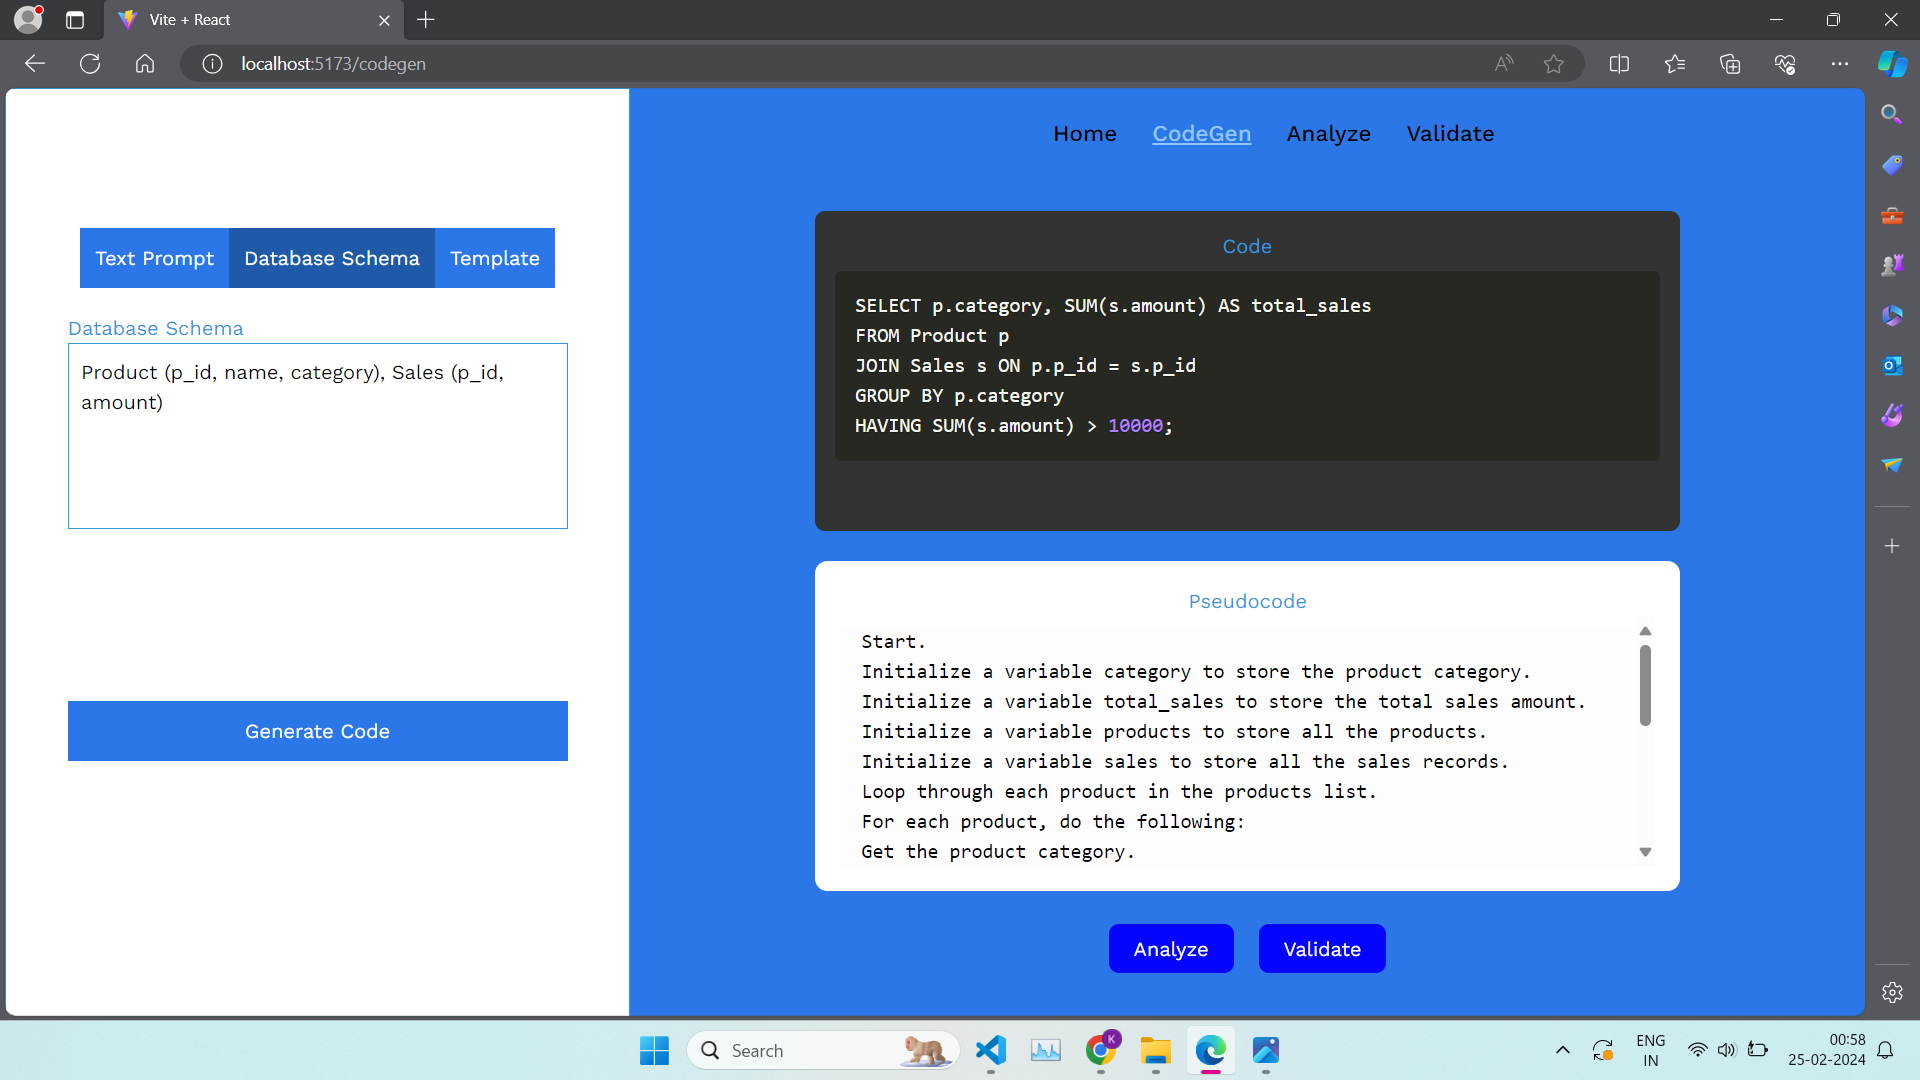 Vite + React
localhost:5173/codegen
Home CodeGen Analyze Validate
Text Prompt Database Schema Template
Database Schema
Product (p_id, name, category), Sales (p_id,
amount)
Generate Code
Code
SELECT p.category, SUM(s.amount) AS total_sales
FROM Product p
JOIN Sales s ON p.p_id = s.p_id
GROUP BY p.category
HAVING SUM(s.amount) > 10000;
Pseudocode
Start.
Initialize a variable category to store the product category.
Initialize a variable total_sales to store the total sales amount.
Initialize a variable products to store all the products.
Initialize a variable sales to store all the sales records.
Loop through each product in the products list.
For each product, do the following:
Get the product category.
Analyze Validate
Search
K
ENG
IN
00:58
25-02-2024